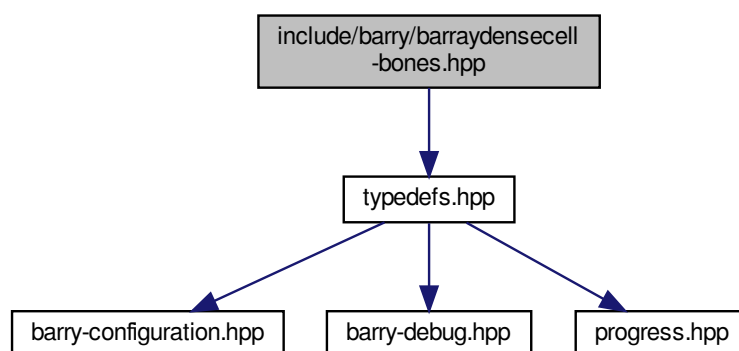 include/barry/barraydensecell
-bones.hpp
typedefs.hpp
barry-configuration.hpp
barry-debug.hpp
progress.hpp